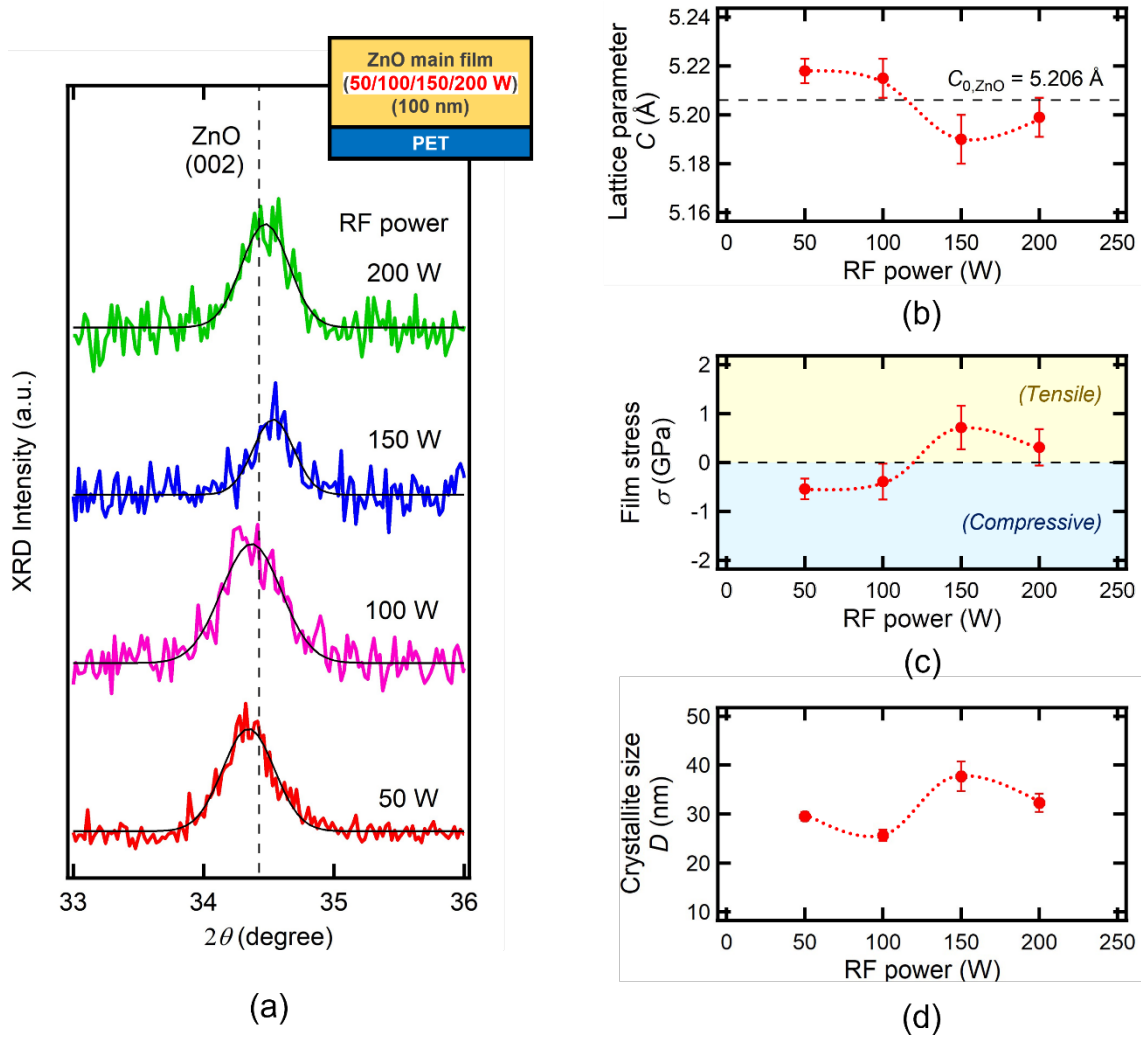 ZnO main film
(50/100/150/200 W)
(100 nm)
PET
ZnO
(002)
RF power
200 W
150 W
100 W
50 W
XRD Intensity (a.u.)
33
34
35
36
2θ (degree)
(a)
5.24
5.22
5.20
5.18
5.16
Lattice parameter
C (Å)
C0,ZnO = 5.206 Å
0
50
100
150
200
250
RF power (W)
(b)
2
1
0
-1
-2
Film stress
σ (GPa)
(Tensile)
(Compressive)
0
50
100
150
200
250
RF power (W)
(c)
50
40
30
20
10
Crystallite size
D (nm)
0
50
100
150
200
250
RF power (W)
(d)